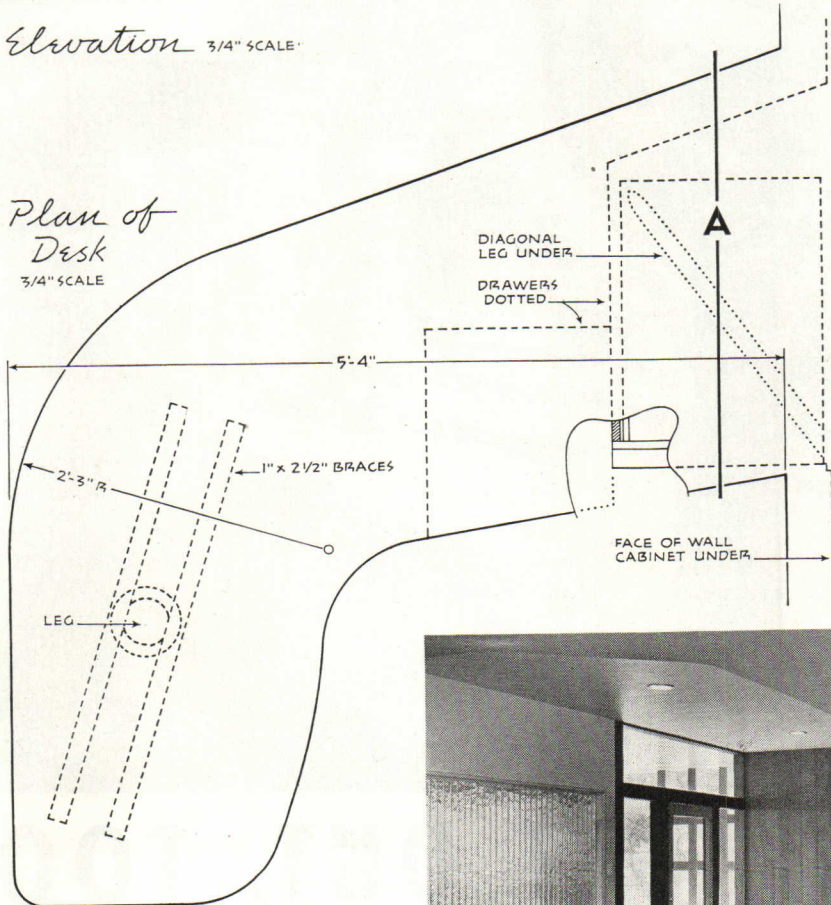 Elevation 3/4" SCALE
Plan of
Desk
3/4" SCALE
A
DIAGONAL
LEG UNDER
DRAWERS
DOTTED
5'-4"
1" x 2 1/2" BRACES
2'-3" R
FACE OF WALL
CABINET UNDER
LEG